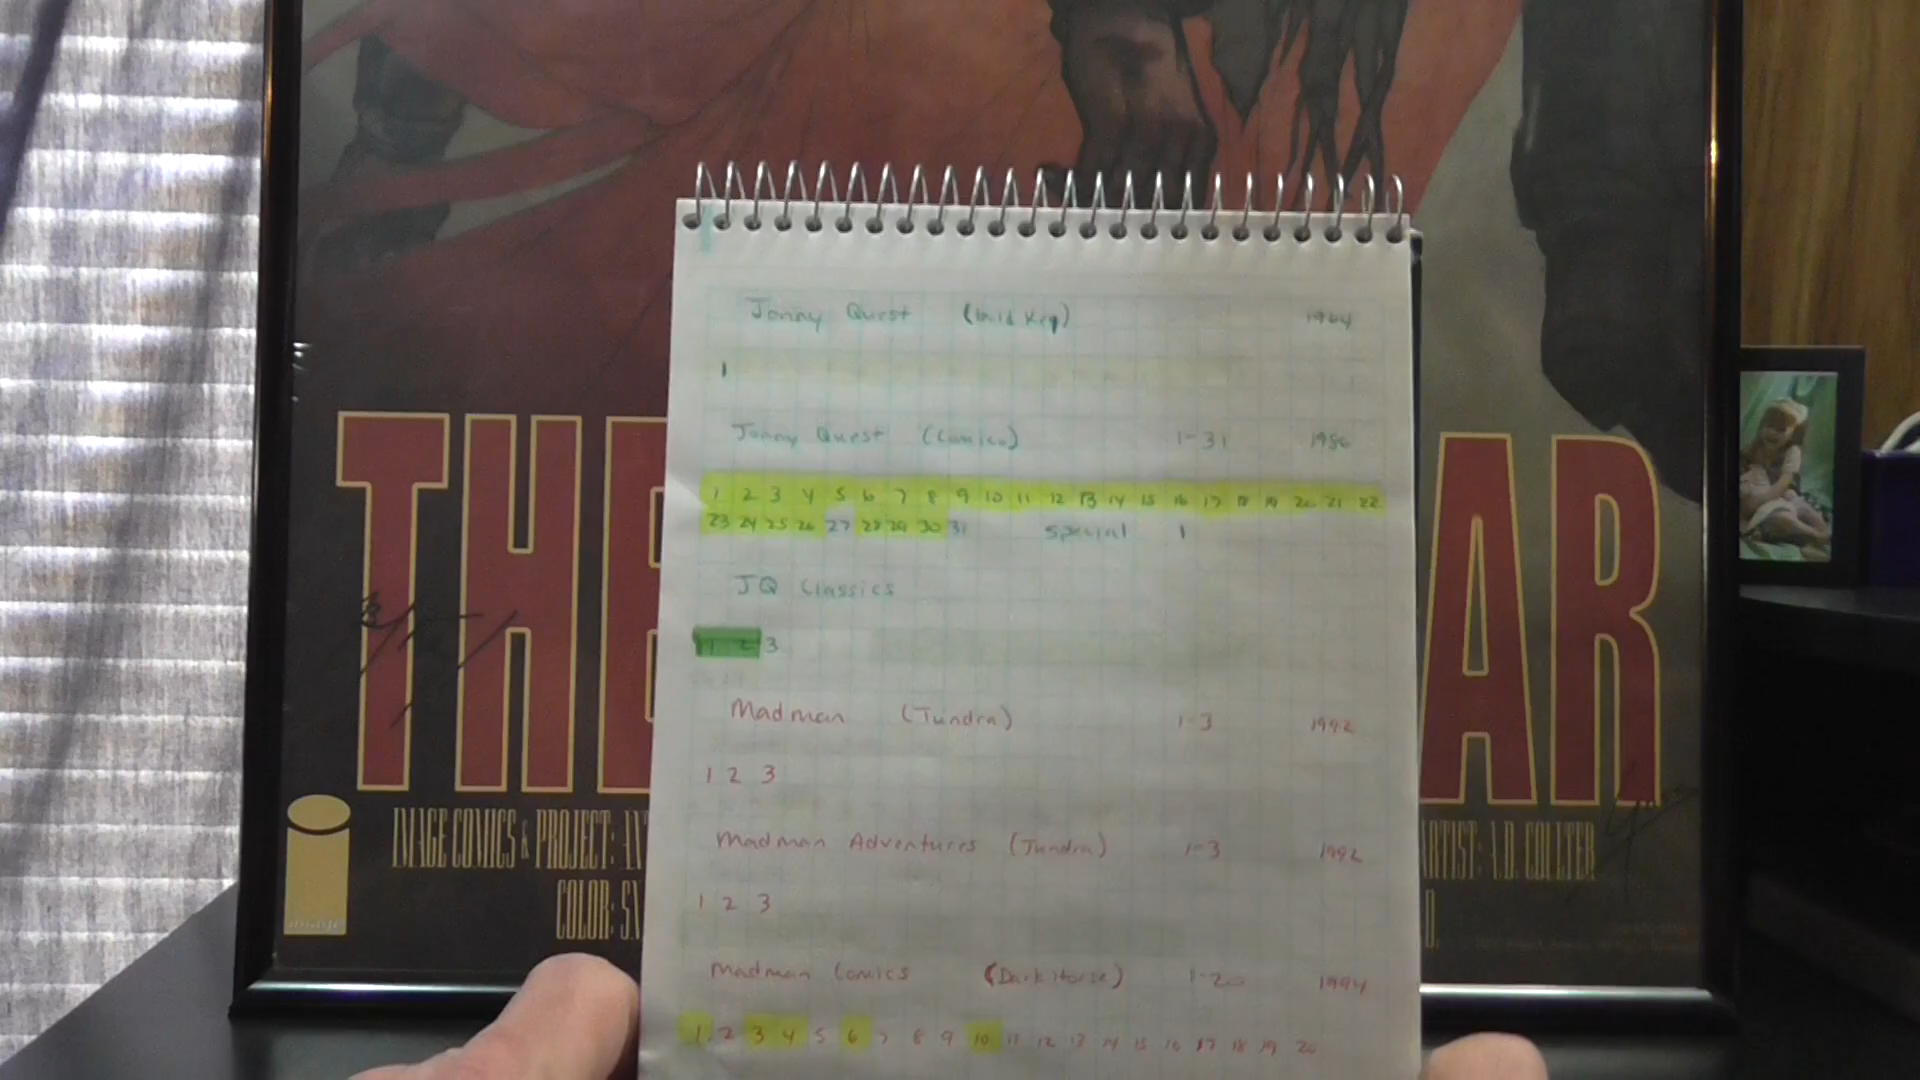 Jonny Quest (Gold Key) 1964
1
Jonny Quest (Comico) 1-31 1986
1 2 3 4 5 6 7 8 9 10 11 12 13 14 15 16 17 18 19 20 21 22
23 24 25 26 27 28 29 30 31 Special 1
JQ Classics
1 2 3
Madman (Tundra) 1-3 1992
1 2 3
Madman Adventures (Tundra) 1-3 1992
1 2 3
Madman Comics (Dark Horse) 1-20 1994
1 2 3 4 5 6 7 8 9 10 11 12 13 14 15 16 17 18 19 20
THE
AR
IMAGE COMICS & PROJECT:
ARTIST: A.D. COULTER
COLOR: